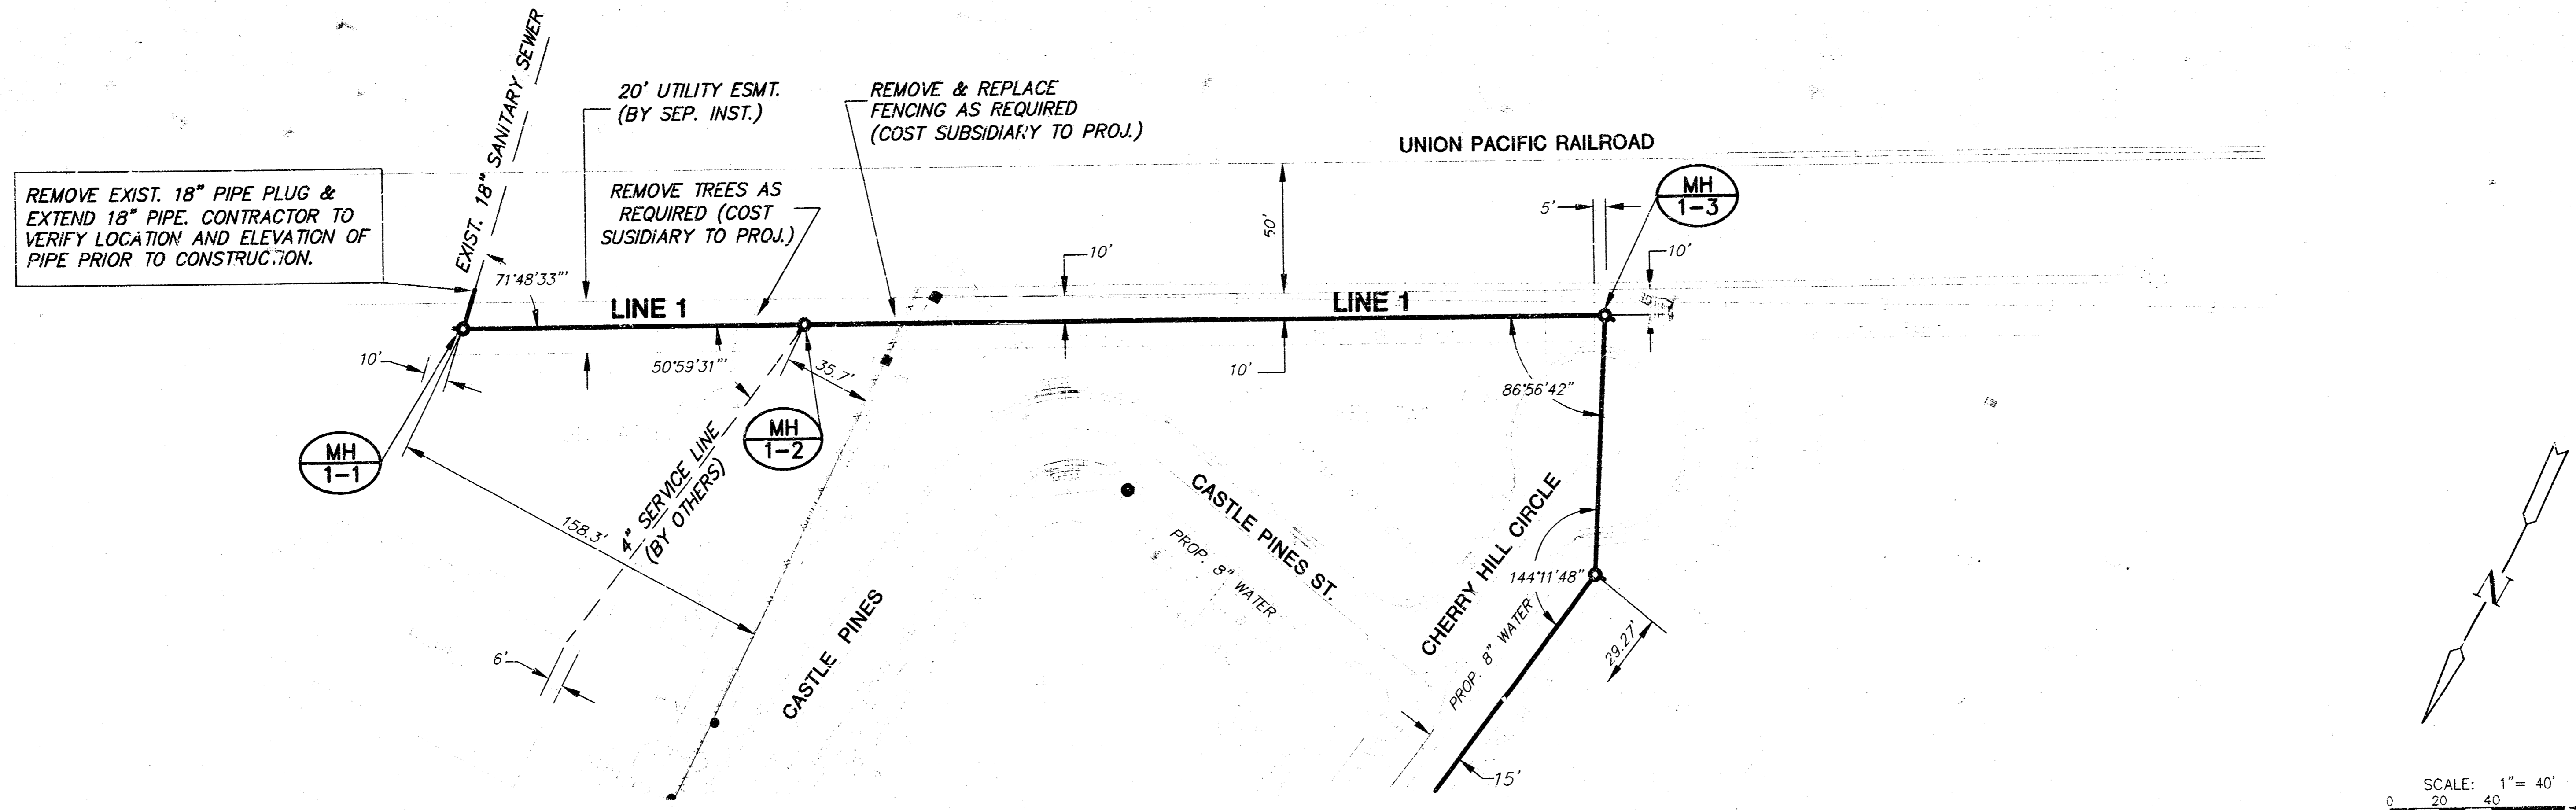 EXIST. 18" SANITARY SEWER
20' UTILITY ESMT.
(BY SEP. INST.)
REMOVE & REPLACE
FENCING AS REQUIRED
(COST SUBSIDIARY TO PROJ.)
UNION PACIFIC RAILROAD
REMOVE EXIST. 18" PIPE PLUG &
EXTEND 18" PIPE. CONTRACTOR TO
VERIFY LOCATION AND ELEVATION OF
PIPE PRIOR TO CONSTRUCTION.
REMOVE TREES AS
REQUIRED (COST
SUSIDIARY TO PROJ.)
MH
1-3
5'
50'
10'
10'
71°48'33"
LINE 1
LINE 1
10'
50°59'31"
35.7'
10'
86°56'42"
MH
1-1
MH
1-2
158.3'
4" SERVICE LINE
(BY OTHERS)
6'
CASTLE PINES
CASTLE PINES ST.
PROP. 8" WATER
CHERRY HILL CIRCLE
144°11'48"
PROP. 8" WATER
29.27'
15'
N
SCALE: 1"= 40'
0 20 40